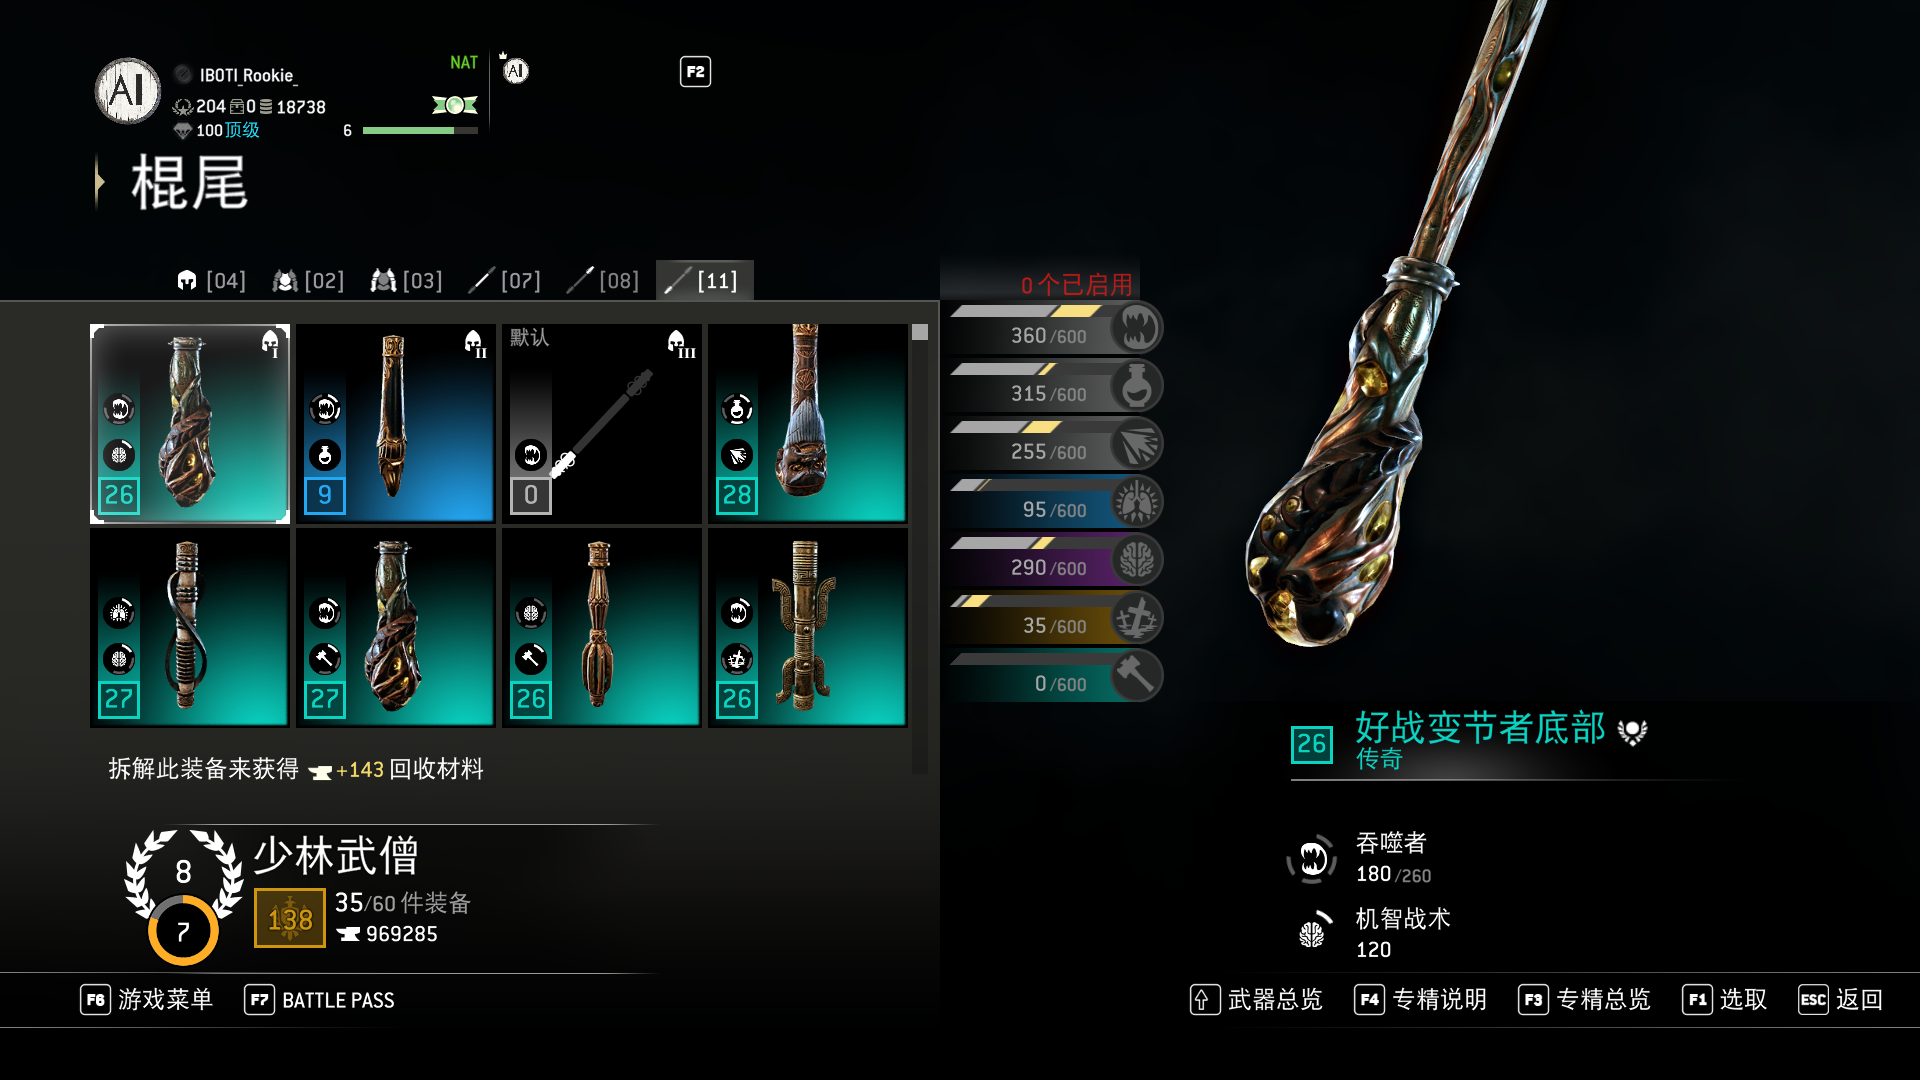 AI
IBOTI_Rookie_
NAT
AI
F2
204 0 18738
100 顶级
6
棍尾
[04] [02] [03] [07] [08] [11]
0 个已启用
I
II
默认
III
26
9
0
28
27
27
26
26
360/600
315/600
255/600
95/600
290/600
35/600
0/600
拆解此装备来获得 +143 回收材料
8
7
少林武僧
138
35/60 件装备
969285
26 好战变节者底部
传奇
吞噬者
180/260
机智战术
120
F6 游戏菜单 F7 BATTLE PASS
⇧ 武器总览 F4 专精说明 F3 专精总览 F1 选取 ESC 返回